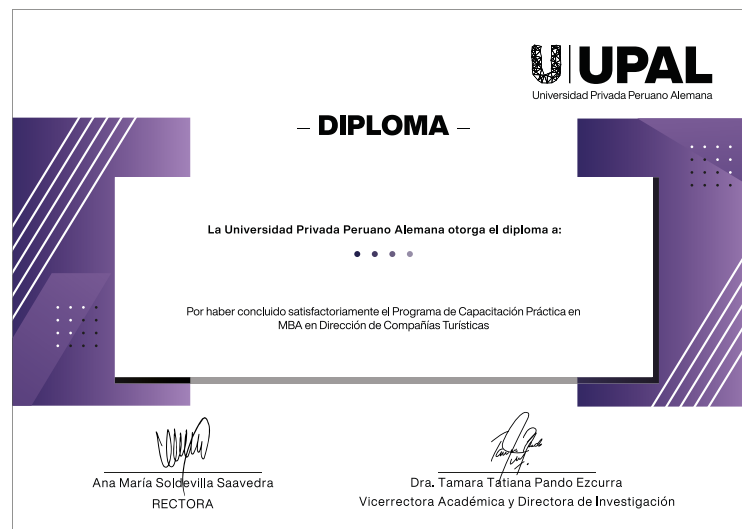 UPAL
Universidad Privada Peruano Alemana
– DIPLOMA –
La Universidad Privada Peruano Alemana otorga el diploma a:
Por haber concluido satisfactoriamente el Programa de Capacitación Práctica en
MBA en Dirección de Compañías Turísticas
Ana María Soldevilla Saavedra
RECTORA
Dra. Tamara Tatiana Pando Ezcurra
Vicerrectora Académica y Directora de Investigación